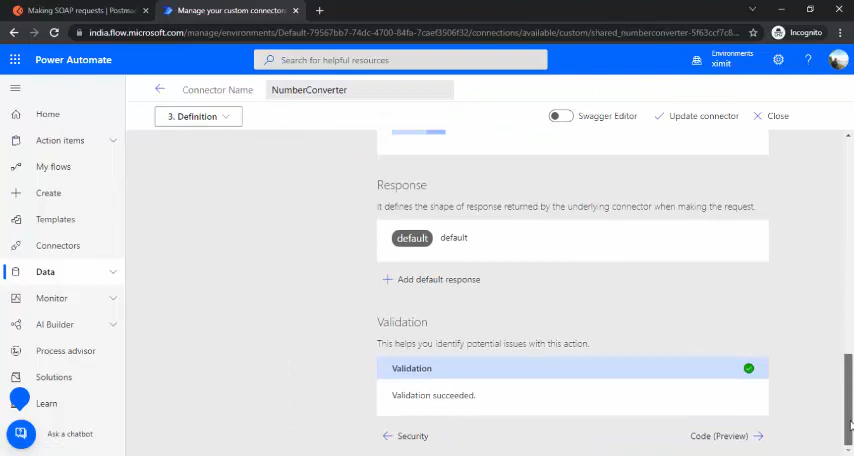 Making SOAP requests | Postma
Manage your custom connectors
india.flow.microsoft.com/manage/environments/Default-79567bb7-74dc-4700-84fa-7caef3506f32/connections/available/custom/shared_numberconverter-5f63ccf7c8...
Incognito
Power Automate
Search for helpful resources
Environments
ximit
Connector Name
NumberConverter
3. Definition
Swagger Editor
Update connector
Close
Home
Action items
My flows
Create
Templates
Connectors
Data
Monitor
AI Builder
Process advisor
Solutions
Learn
Ask a chatbot
Response
It defines the shape of response returned by the underlying connector when making the request.
default default
Add default response
Validation
This helps you identify potential issues with this action.
Validation
Validation succeeded.
Security
Code (Preview)